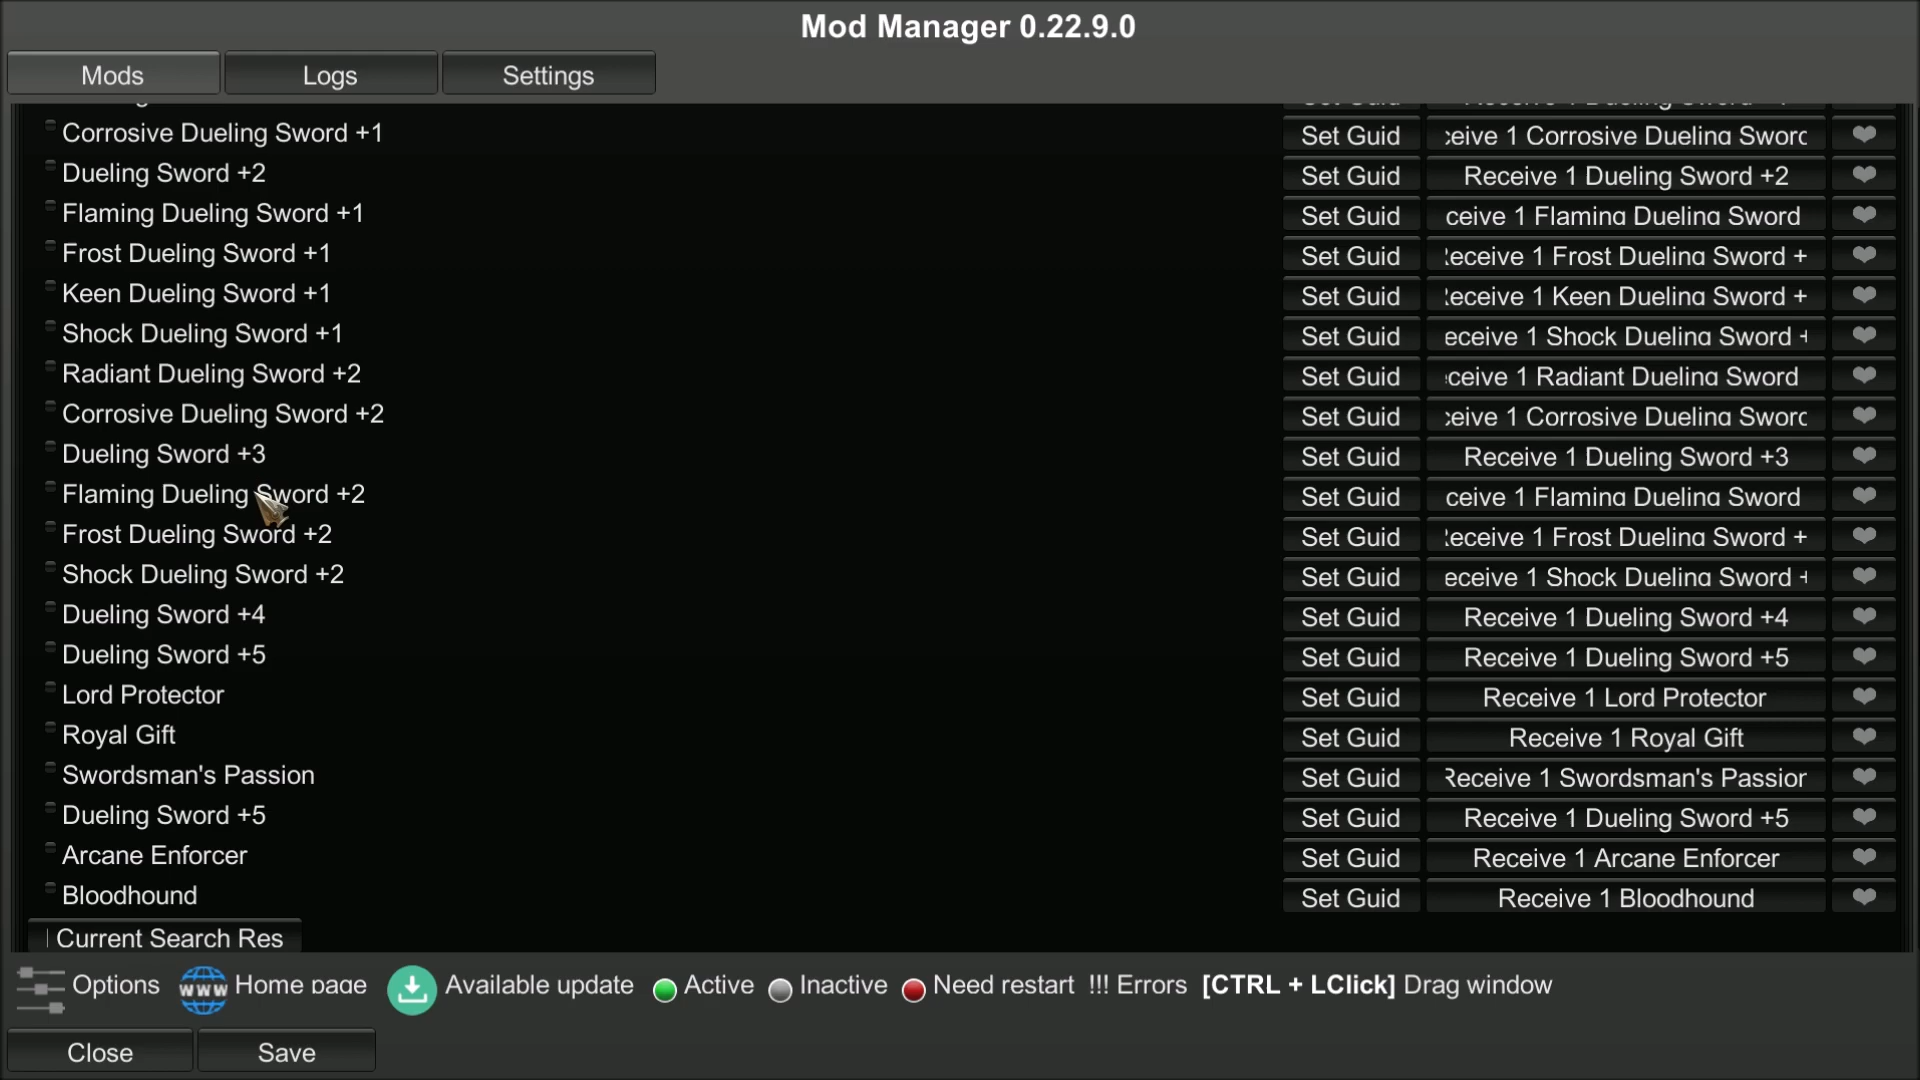 Mod Manager 0.22.9.0
Mods Logs Settings
Corrosive Dueling Sword +1 Set Guid ceive 1 Corrosive Dueling Sword
Dueling Sword +2 Set Guid Receive 1 Dueling Sword +2
Flaming Dueling Sword +1 Set Guid ceive 1 Flaming Dueling Sword
Frost Dueling Sword +1 Set Guid eceive 1 Frost Dueling Sword +
Keen Dueling Sword +1 Set Guid eceive 1 Keen Dueling Sword +
Shock Dueling Sword +1 Set Guid eceive 1 Shock Dueling Sword +
Radiant Dueling Sword +2 Set Guid ceive 1 Radiant Dueling Sword
Corrosive Dueling Sword +2 Set Guid ceive 1 Corrosive Dueling Sword
Dueling Sword +3 Set Guid Receive 1 Dueling Sword +3
Flaming Dueling Sword +2 Set Guid ceive 1 Flaming Dueling Sword
Frost Dueling Sword +2 Set Guid eceive 1 Frost Dueling Sword +
Shock Dueling Sword +2 Set Guid eceive 1 Shock Dueling Sword +
Dueling Sword +4 Set Guid Receive 1 Dueling Sword +4
Dueling Sword +5 Set Guid Receive 1 Dueling Sword +5
Lord Protector Set Guid Receive 1 Lord Protector
Royal Gift Set Guid Receive 1 Royal Gift
Swordsman's Passion Set Guid Receive 1 Swordsman's Passion
Dueling Sword +5 Set Guid Receive 1 Dueling Sword +5
Arcane Enforcer Set Guid Receive 1 Arcane Enforcer
Bloodhound Set Guid Receive 1 Bloodhound
Current Search Res
Options www Home page Available update Active Inactive Need restart !!! Errors [CTRL + LClick] Drag window
Close Save